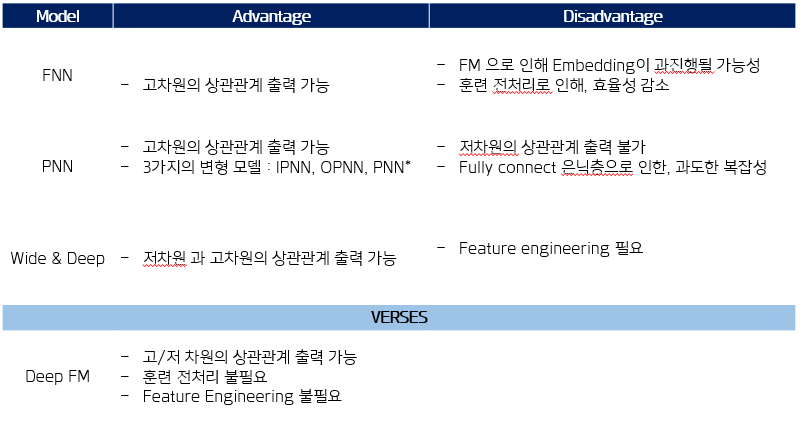 Model Advantage Disadvantage
FNN
- 고차원의 상관관계 출력 가능
- FM 으로 인해 Embedding이 과진행될 가능성
- 훈련 전처리로 인해, 효율성 감소
PNN
- 고차원의 상관관계 출력 가능
- 3가지의 변형 모델 : IPNN, OPNN, PNN*
- 저차원의 상관관계 출력 불가
- Fully connect 은닉층으로 인한, 과도한 복잡성
Wide & Deep
- 저차원 과 고차원의 상관관계 출력 가능
- Feature engineering 필요
VERSES
Deep FM
- 고/저 차원의 상관관계 출력 가능
- 훈련 전처리 불필요
- Feature Engineering 불필요